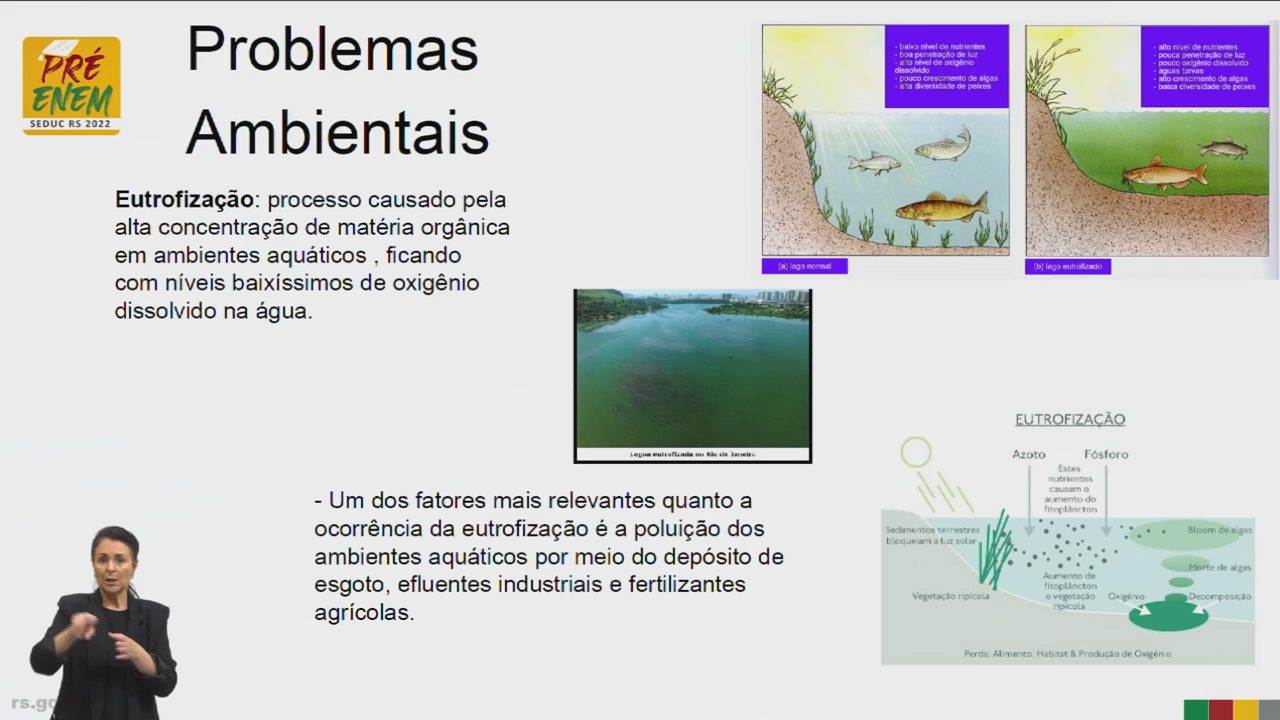 PRÉ
ENEM
SEDUC RS 2022
Problemas
Ambientais
Eutrofização: processo causado pela
alta concentração de matéria orgânica
em ambientes aquáticos , ficando
com níveis baixíssimos de oxigênio
dissolvido na água.
- baixo nível de nutrientes
- boa penetração de luz
- alto nível de oxigênio
dissolvido
- pouco crescimento de algas
- alta diversidade de peixes
(a) lago normal
- alto nível de nutrientes
- pouca penetração de luz
- pouco oxigênio dissolvido
- águas turvas
- alto crescimento de algas
- baixa diversidade de peixes
(b) lago eutrofizado
Lagoa eutrofizada no Rio de Janeiro
- Um dos fatores mais relevantes quanto a
ocorrência da eutrofização é a poluição dos
ambientes aquáticos por meio do depósito de
esgoto, efluentes industriais e fertilizantes
agrícolas.
EUTROFIZAÇÃO
Azoto
Fósforo
Estes
nutrientes
causam o
aumento do
fitoplâncton
Sedimentos terrestres
bloqueiam a luz solar
Bloom de algas
Morte de algas
Aumento de
fitoplâncton
e vegetação
ripícola
Vegetação ripícola
Oxigénio
Decomposição
Perda: Alimento, Habitat & Produção de Oxigénio
rs.go